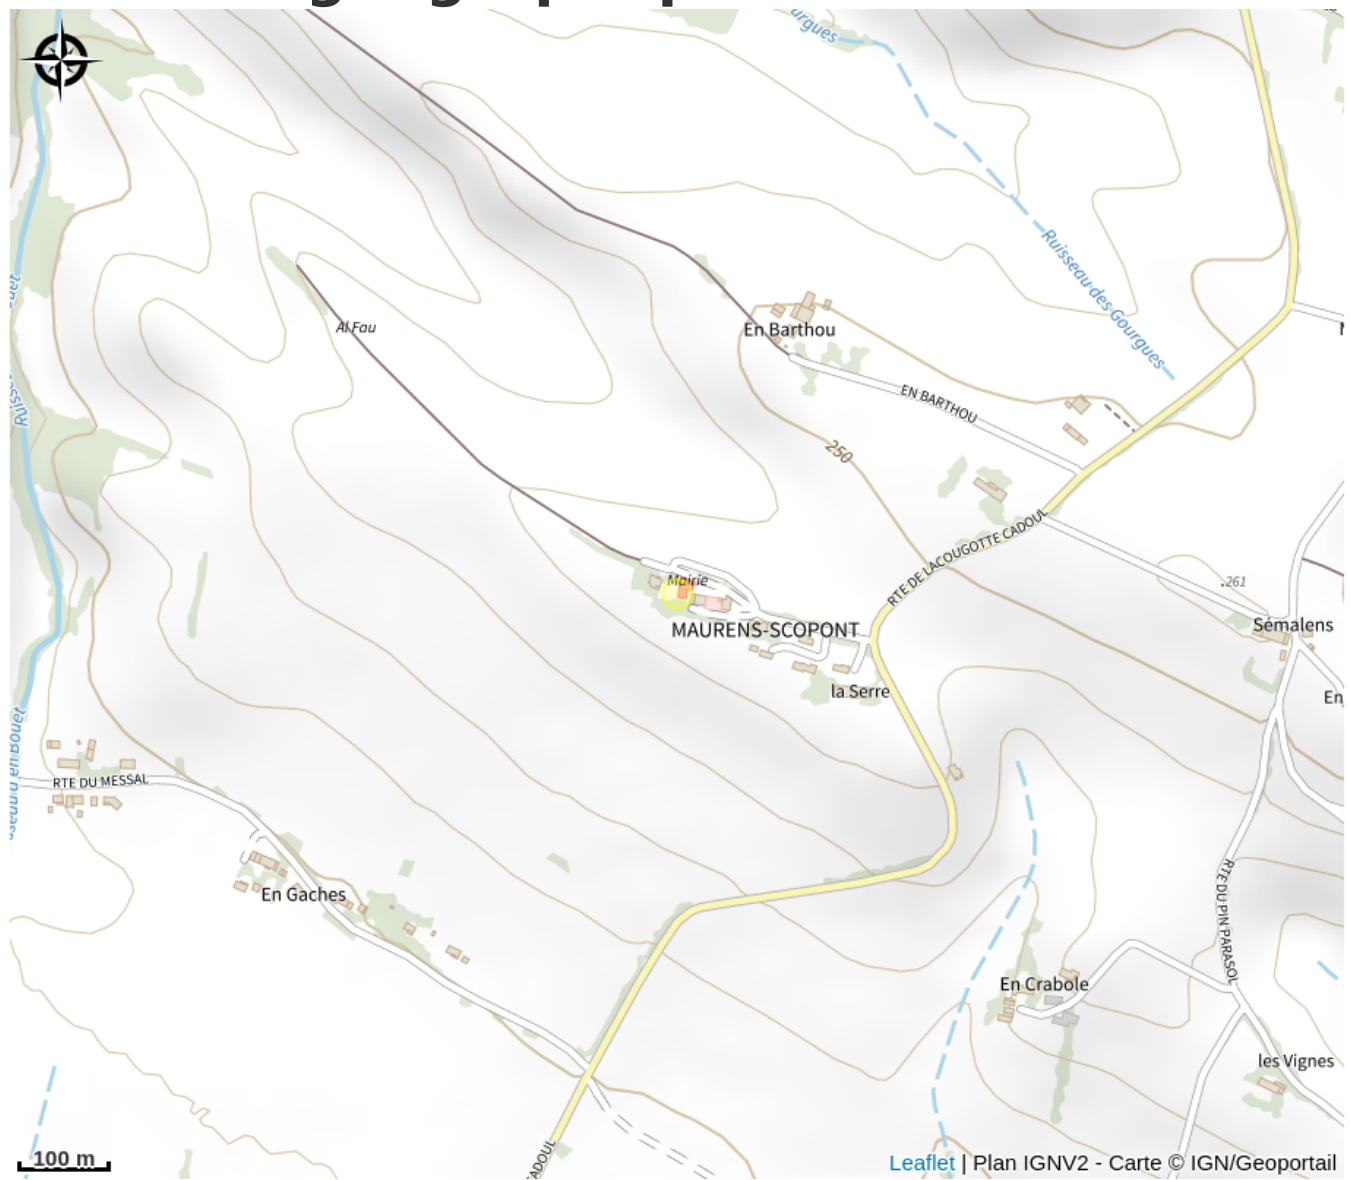 urgues
Ruisseau des Gourgues
Al Fau
En Barthou
EN BARTHOU
250
RTE DE LACOUGOTTE CADOUL
.261
Mairie
MAURENS-SCOPONT
Sémalens
la Serre
En
RTE DU MESSAL
En Gaches
RTE DU PIN PARASOL
En Crabole
les Vignes
CADOUL
100 m
Leaflet | Plan IGNV2 - Carte © IGN/Geoportail